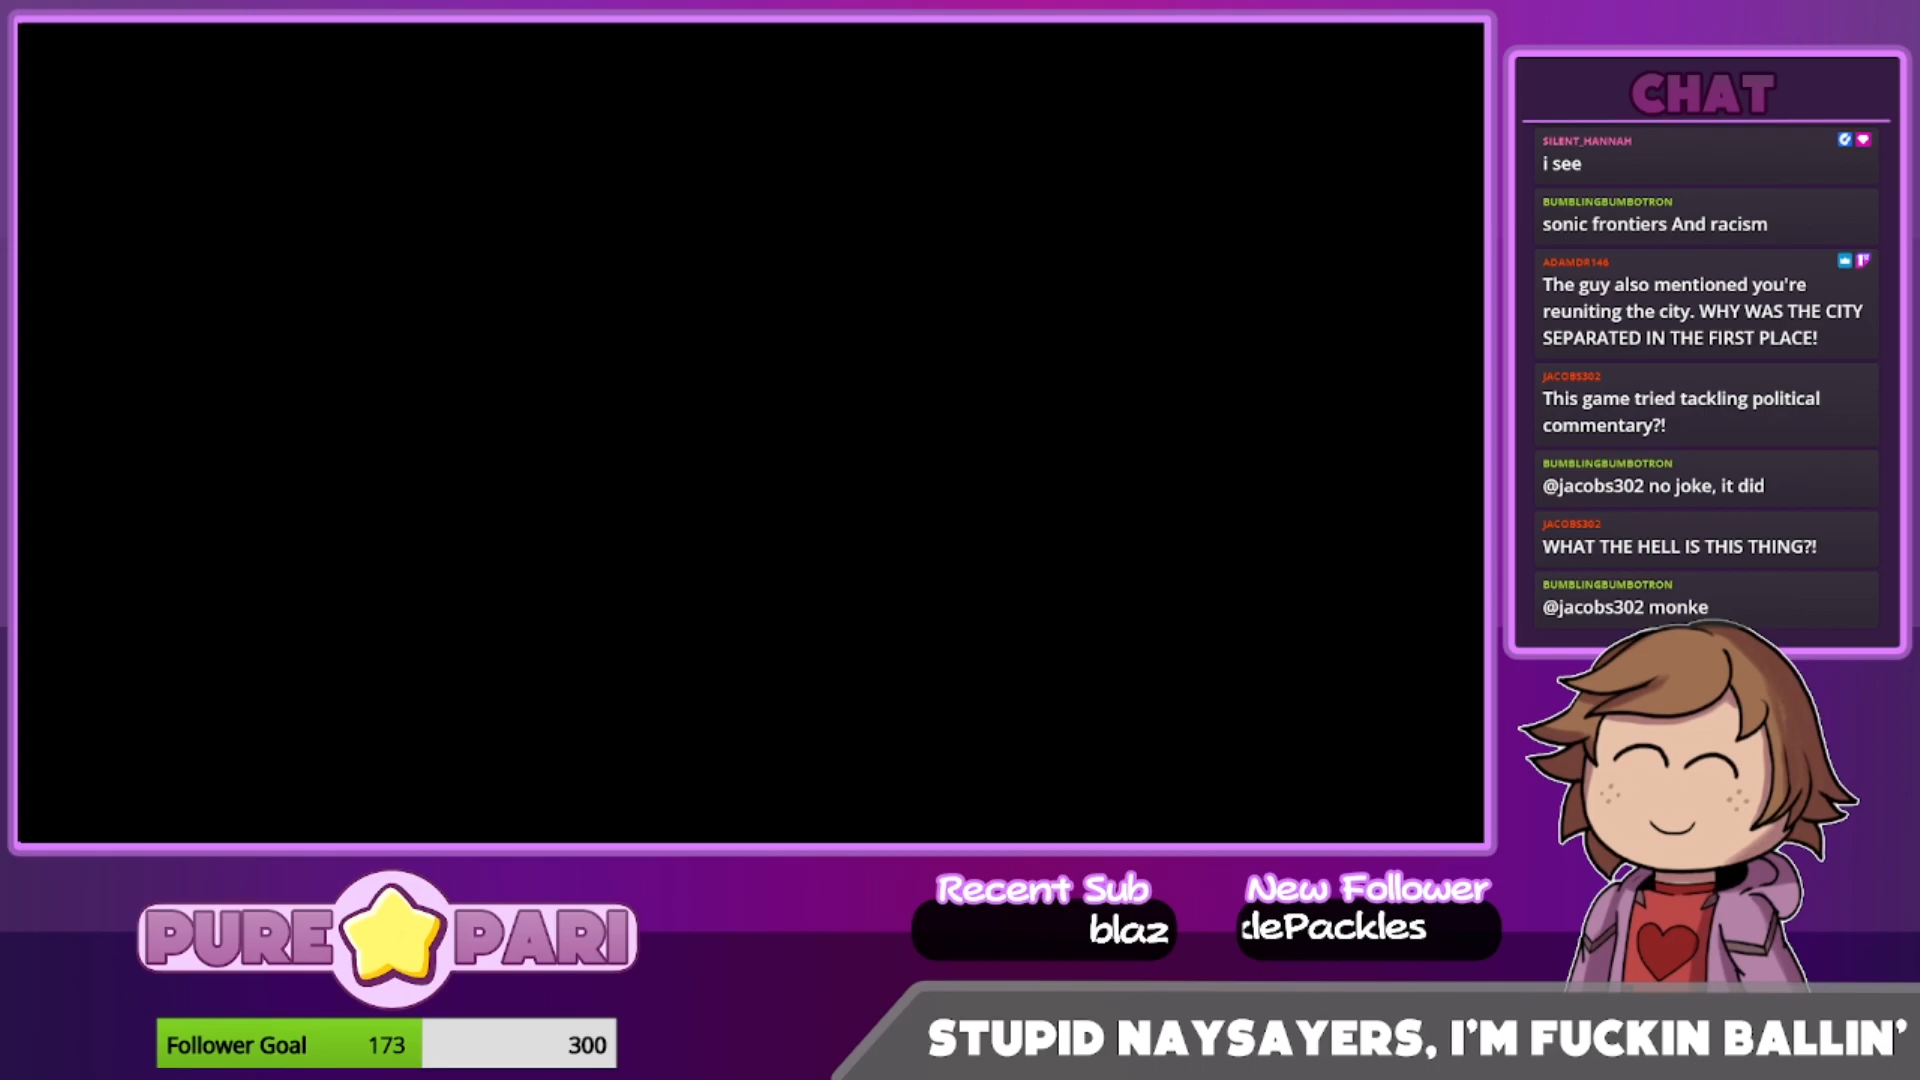 CHAT
SILENT_HANNAH
i see
BUMBLINGBUMBOTRON
sonic frontiers And racism
ADAMDR146
The guy also mentioned you're
reuniting the city. WHY WAS THE CITY
SEPARATED IN THE FIRST PLACE!
JACOBS302
This game tried tackling political
commentary?!
BUMBLINGBUMBOTRON
@jacobs302 no joke, it did
JACOBS302
WHAT THE HELL IS THIS THING?!
BUMBLINGBUMBOTRON
@jacobs302 monke
PURE PARI
Recent Sub
blaz
New Follower
lePackles
Follower Goal 173 300
STUPID NAYSAYERS, I'M FUCKIN BALLIN'